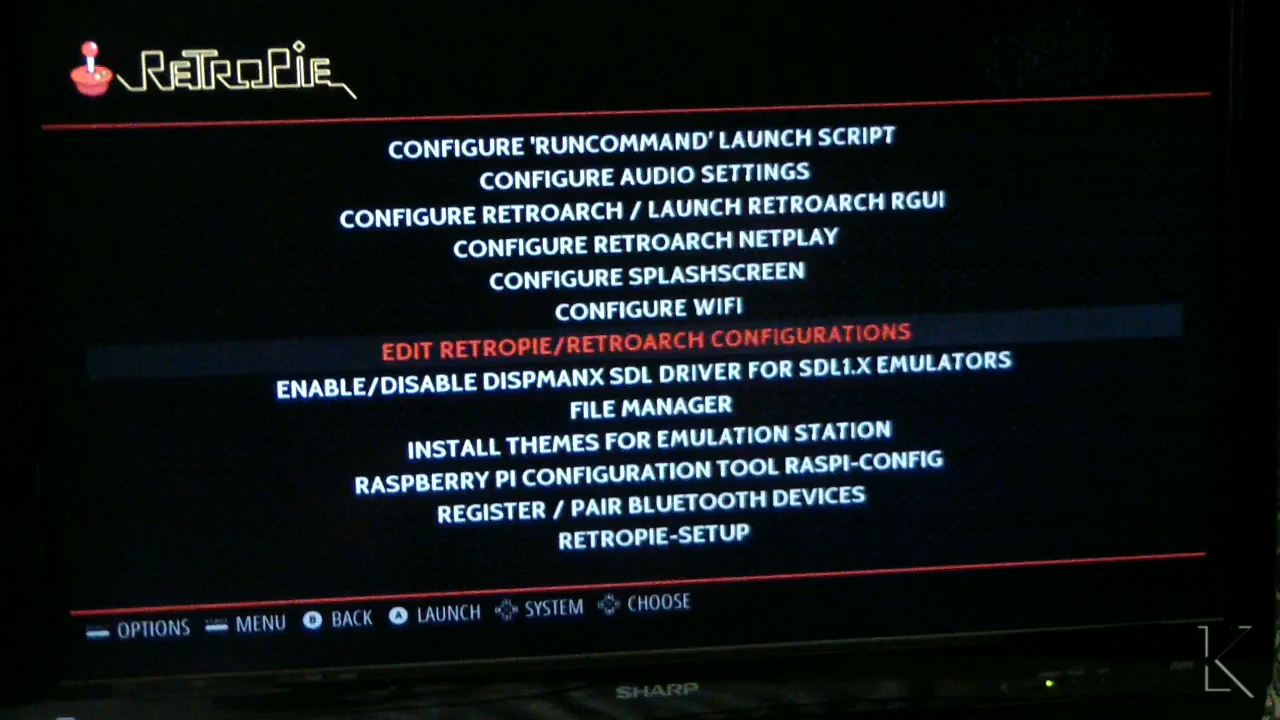 RETROPIE
CONFIGURE 'RUNCOMMAND' LAUNCH SCRIPT
CONFIGURE AUDIO SETTINGS
CONFIGURE RETROARCH / LAUNCH RETROARCH RGUI
CONFIGURE RETROARCH NETPLAY
CONFIGURE SPLASHSCREEN
CONFIGURE WIFI
EDIT RETROPIE/RETROARCH CONFIGURATIONS
ENABLE/DISABLE DISPMANX SDL DRIVER FOR SDL1.X EMULATORS
FILE MANAGER
INSTALL THEMES FOR EMULATION STATION
RASPBERRY PI CONFIGURATION TOOL RASPI-CONFIG
REGISTER / PAIR BLUETOOTH DEVICES
RETROPIE-SETUP
OPTIONS MENU B BACK A LAUNCH SYSTEM CHOOSE
K
SHARP